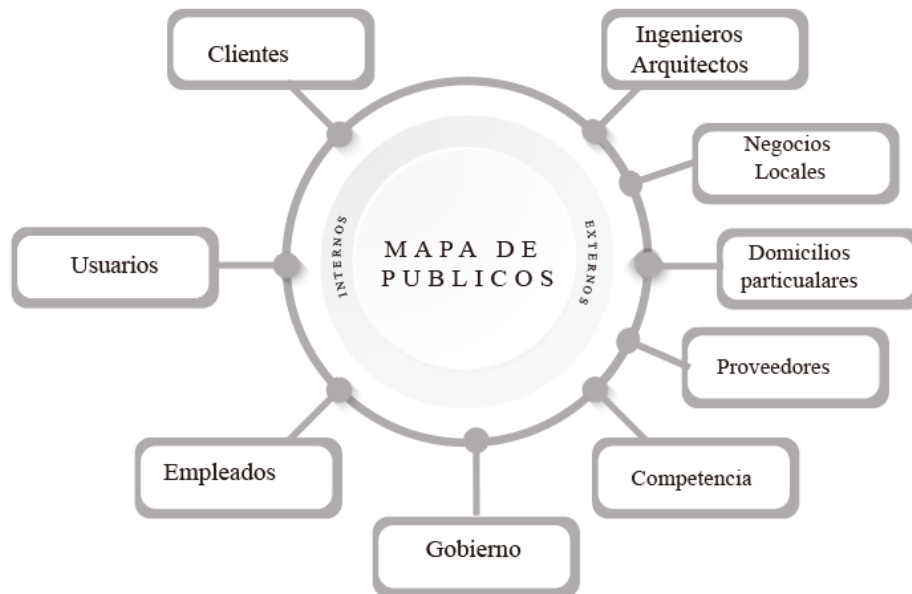 Clientes
Ingenieros
Arquitectos
Negocios
Locales
Usuarios
INTERNOS
MAPA DE
PUBLICOS
EXTERNOS
Domicilios
particualares
Proveedores
Empleados
Competencia
Gobierno